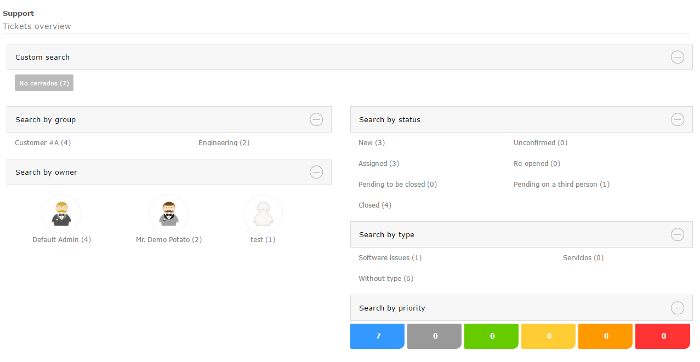 Support
Tickets overview
Custom search
No cerrados (7)
Search by group
Customer #A (4)
Engineering (2)
Search by owner
Default Admin (4)
Mr. Demo Potato (2)
test (1)
Search by status
New (3)
Unconfirmed (0)
Assigned (3)
Re-opened (0)
Pending to be closed (0)
Pending on a third person (1)
Closed (4)
Search by type
Software issues (1)
Servicios (0)
Without type (6)
Search by priority
7
0
0
0
0
0